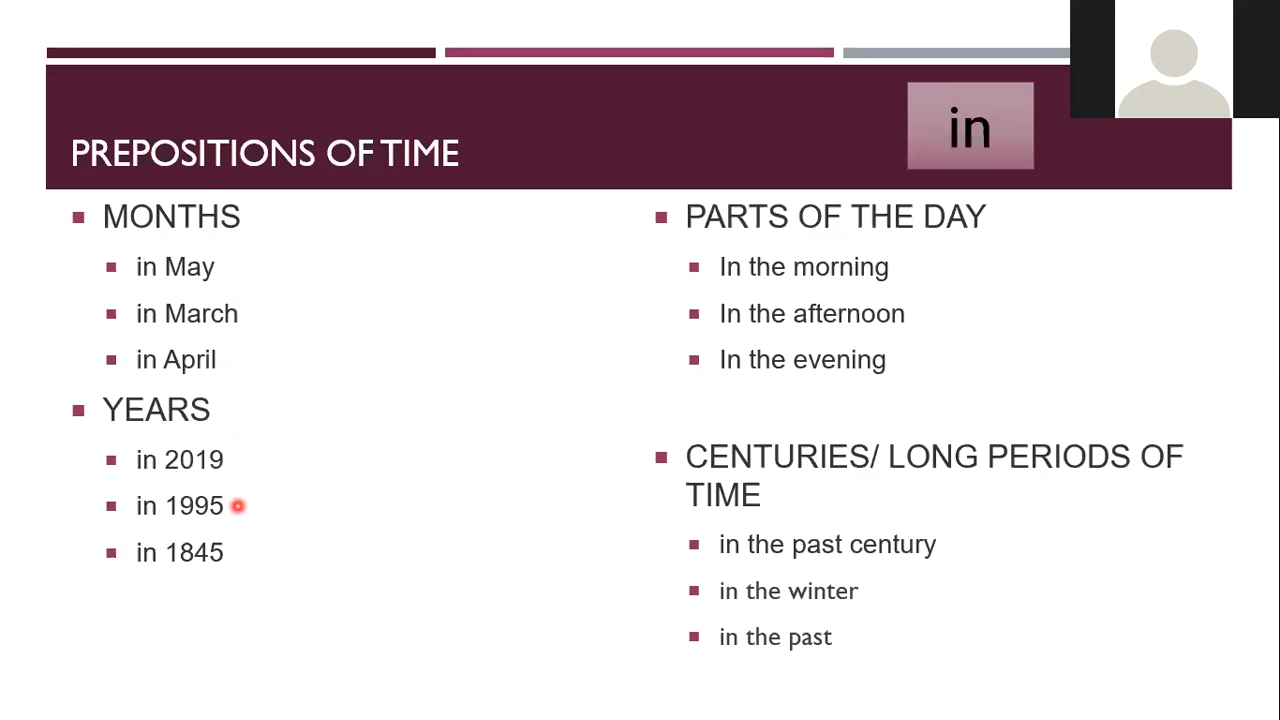 PREPOSITIONS OF TIME
in
MONTHS
in May
in March
in April
YEARS
in 2019
in 1995
in 1845
PARTS OF THE DAY
In the morning
In the afternoon
In the evening
CENTURIES/ LONG PERIODS OF
TIME
in the past century
in the winter
in the past